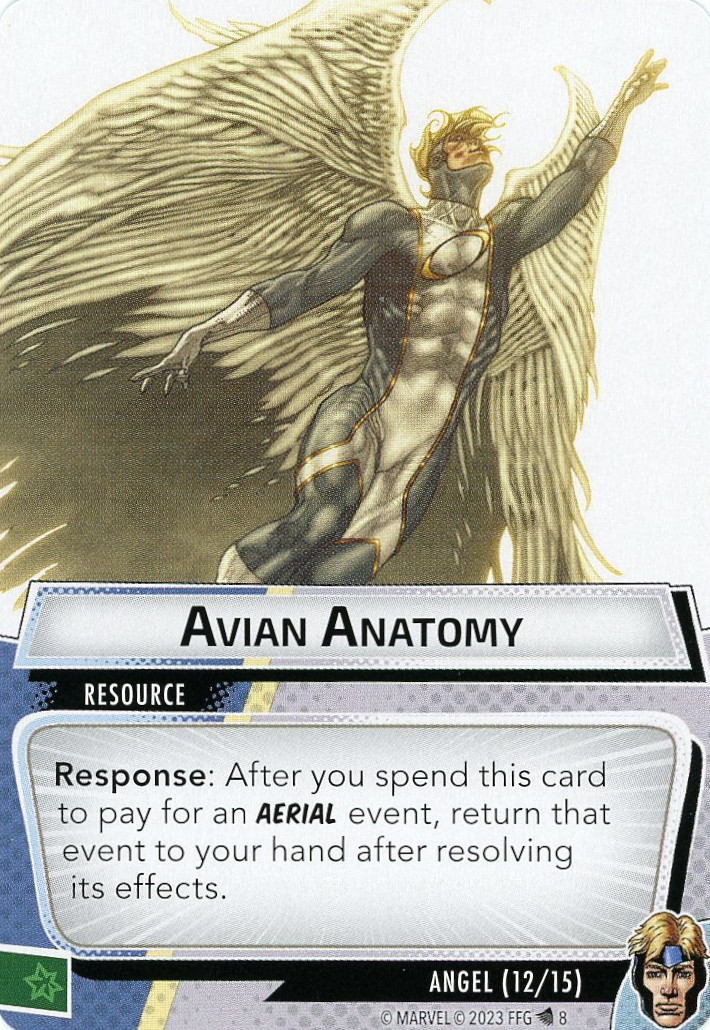 AVIAN ANATOMY
RESOURCE
Response: After you spend this card
to pay for an AERIAL event, return that
event to your hand after resolving
its effects.
ANGEL (12/15)
© MARVEL © 2023 FFG 8